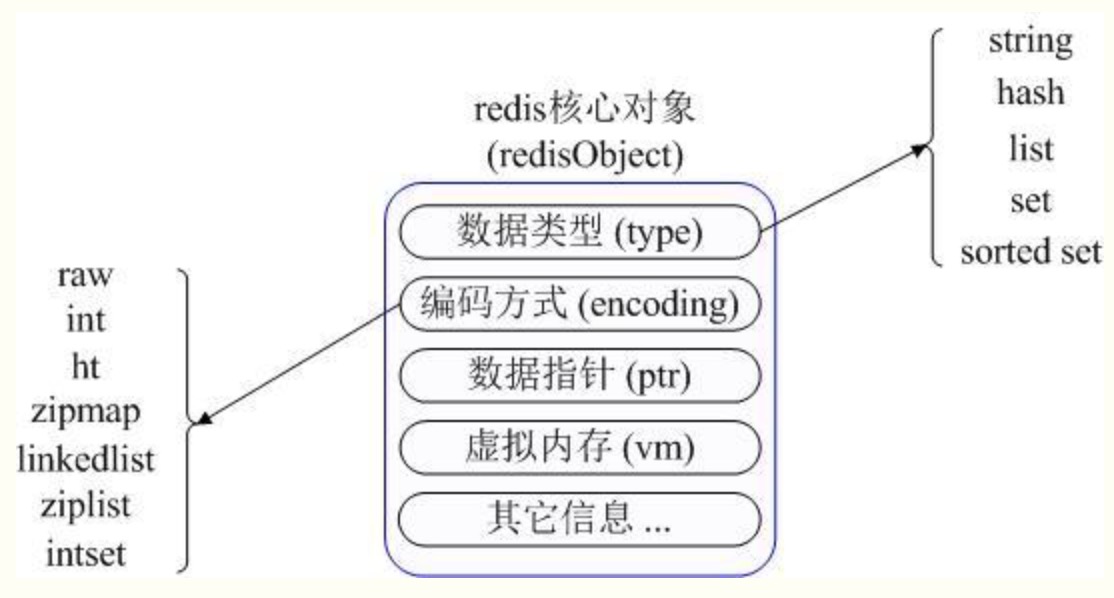 redis核心对象
(redisObject)
数据类型 (type)
编码方式 (encoding)
数据指针 (ptr)
虚拟内存 (vm)
其它信息 ...
string
hash
list
set
sorted set
raw
int
ht
zipmap
linkedlist
ziplist
intset